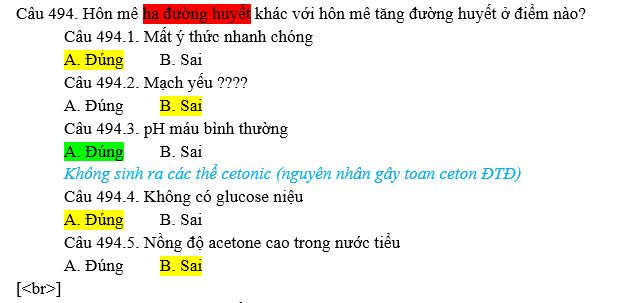 Câu 494. Hôn mê hạ đường huyết khác với hôn mê tăng đường huyết ở điểm nào?
Câu 494.1. Mất ý thức nhanh chóng
A. Đúng B. Sai
Câu 494.2. Mạch yếu ????
A. Đúng B. Sai
Câu 494.3. pH máu bình thường
A. Đúng B. Sai
Không sinh ra các thể cetonic (nguyên nhân gây toan ceton ĐTĐ)
Câu 494.4. Không có glucose niệu
A. Đúng B. Sai
Câu 494.5. Nồng độ acetone cao trong nước tiểu
A. Đúng B. Sai
[<br>]